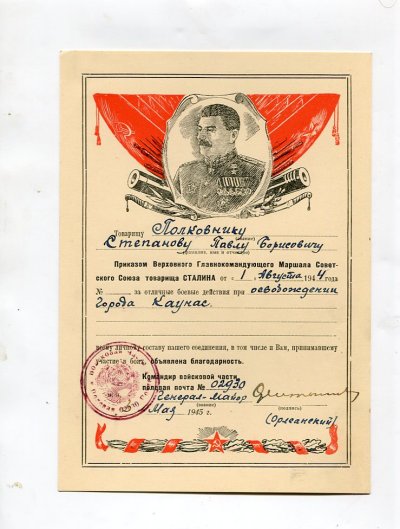 Товарищу Полковнику
(звание)
Степанову Павлу Борисовичу
(фамилия, имя и отчество)
Приказом Верховного Главнокомандующего Маршала Совет-
ского Союза товарища СТАЛИНА от «1» Августа 1944 года
№ за отличные боевые действия при освобождении
города Каунас.
всему личному составу нашего соединения, в том числе и Вам, принимавшему
участие в боях, объявлена благодарность.
Командир войсковой части
полевая почта № 02930
Генерал-Майор
(звание) (подпись)
Май 1945 г. (Орлеанский)